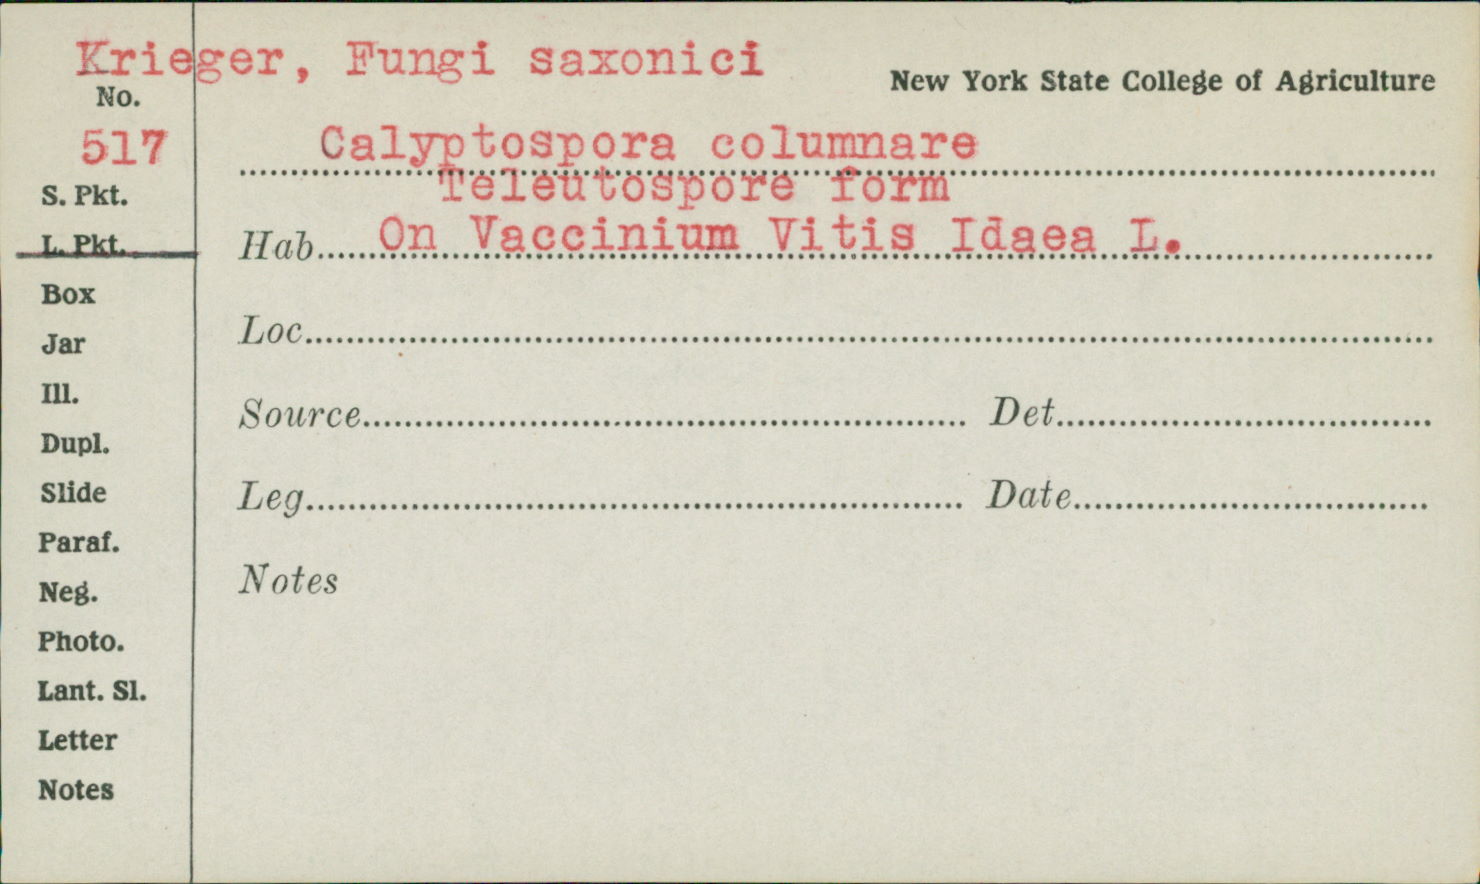 Krieger, Fungi saxonici
New York State College of Agriculture
No.
517
Calyptospora columnare
Teleutospore form
S. Pkt.
L. Pkt.
Hab. On Vaccinium Vitis Idaea L.
Box
Loc.
Jar
Ill.
Source Det.
Dupl.
Slide
Leg. Date
Paraf.
Neg.
Notes
Photo.
Lant. Sl.
Letter
Notes